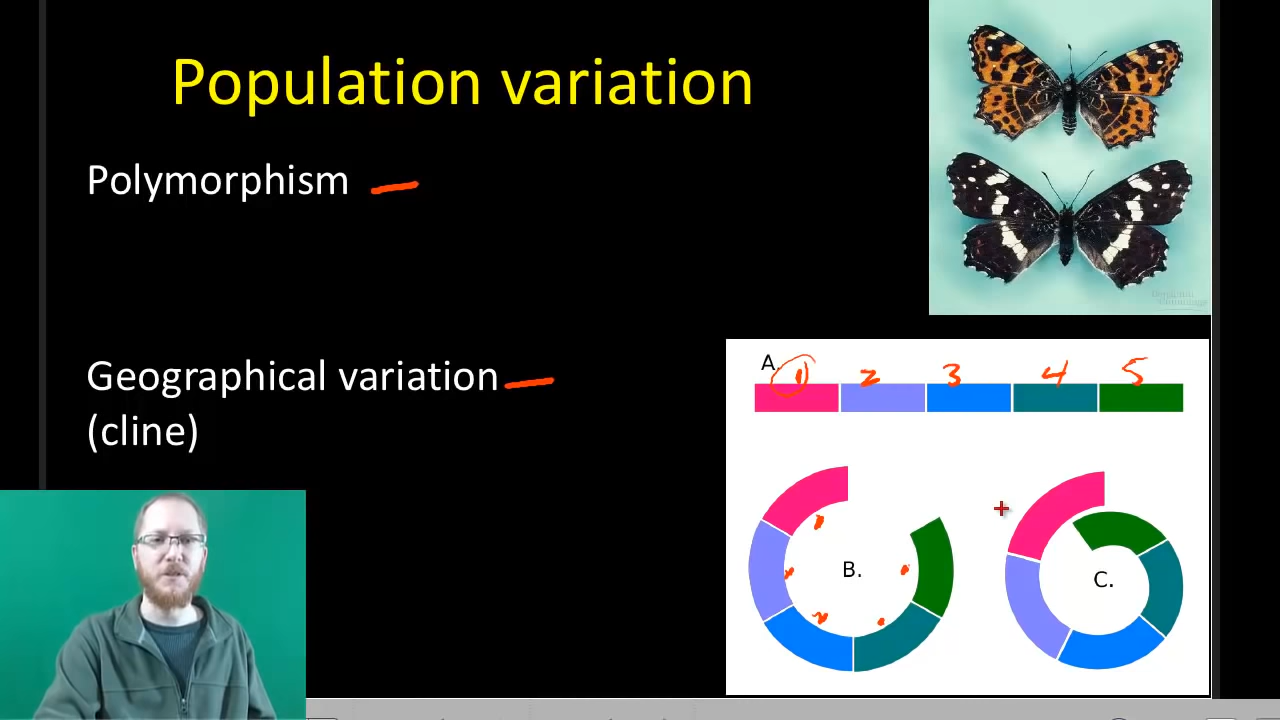 Population variation
Polymorphism
Geographical variation
(cline)
A.
1 2 3 4 5
B.
C.